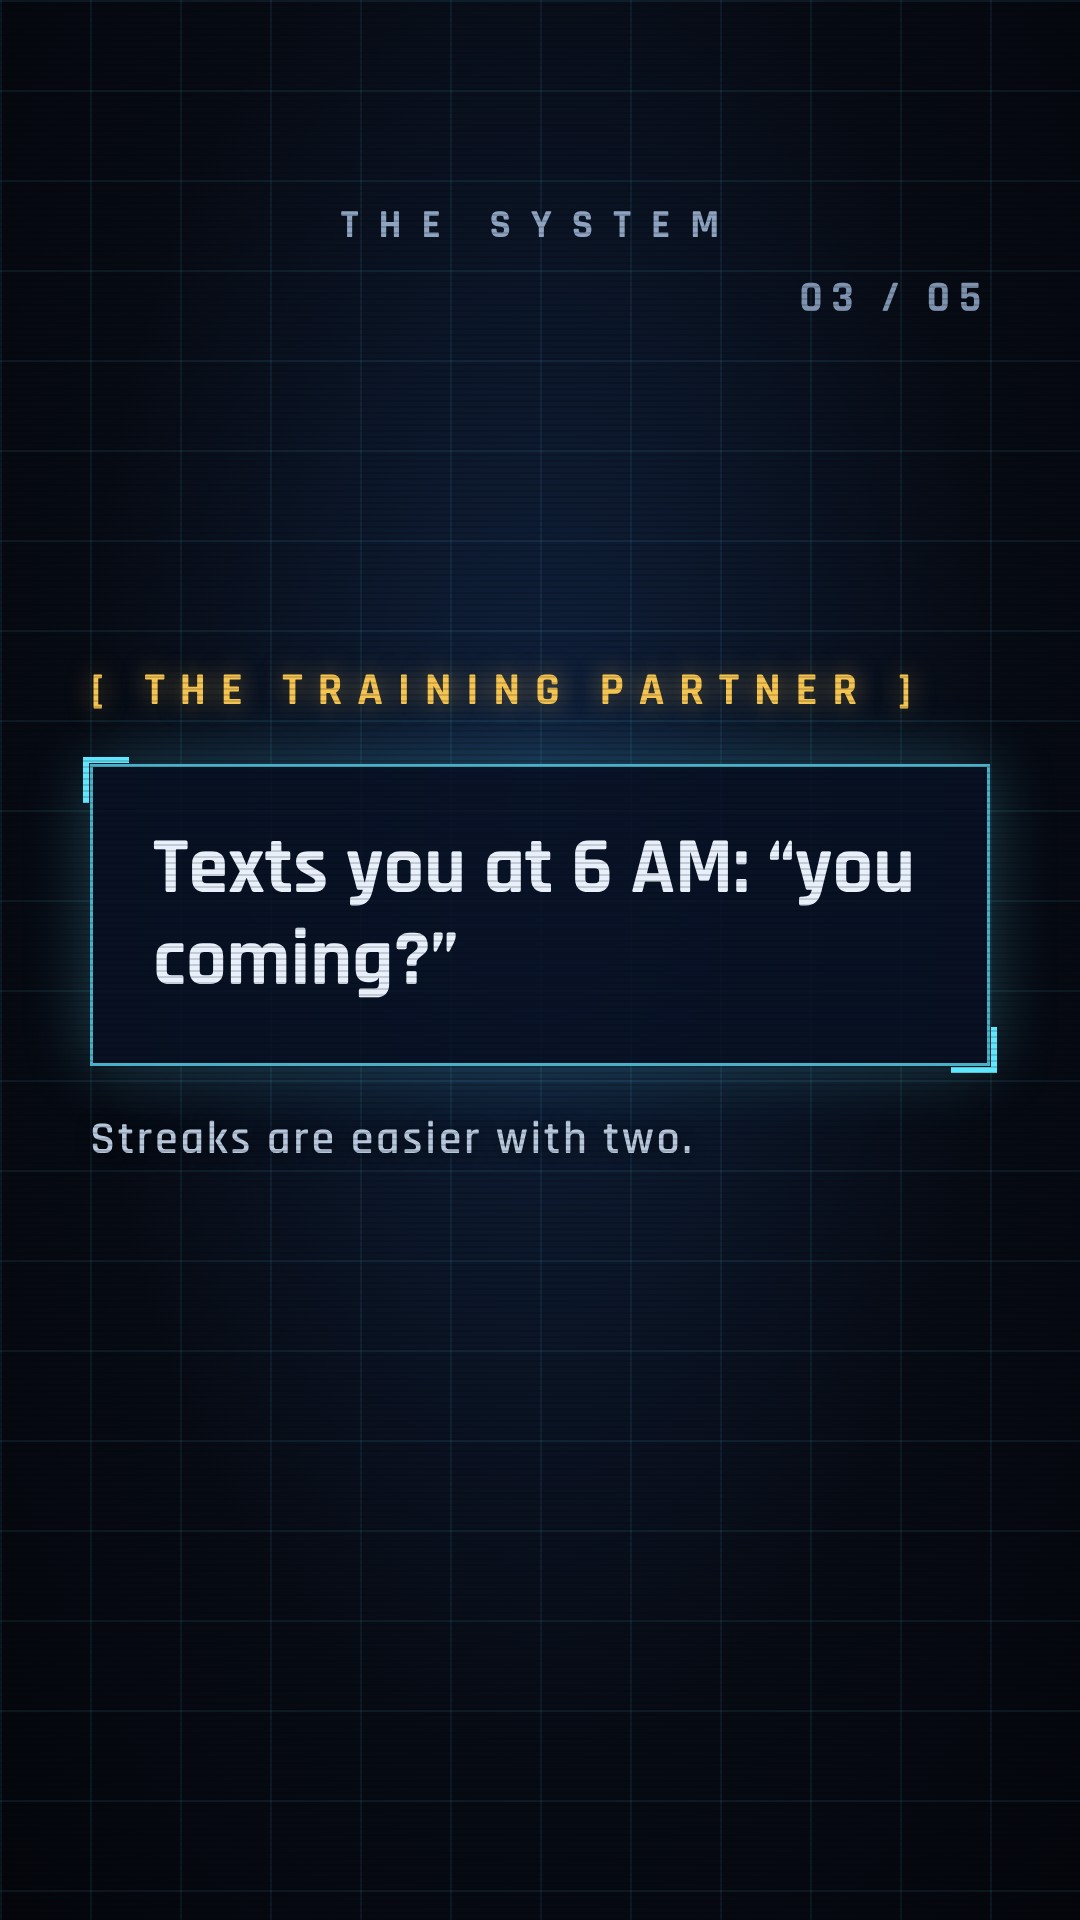 THE SYSTEM
03 / 05
[ THE TRAINING PARTNER ]
Texts you at 6 AM: “you
coming?”
Streaks are easier with two.